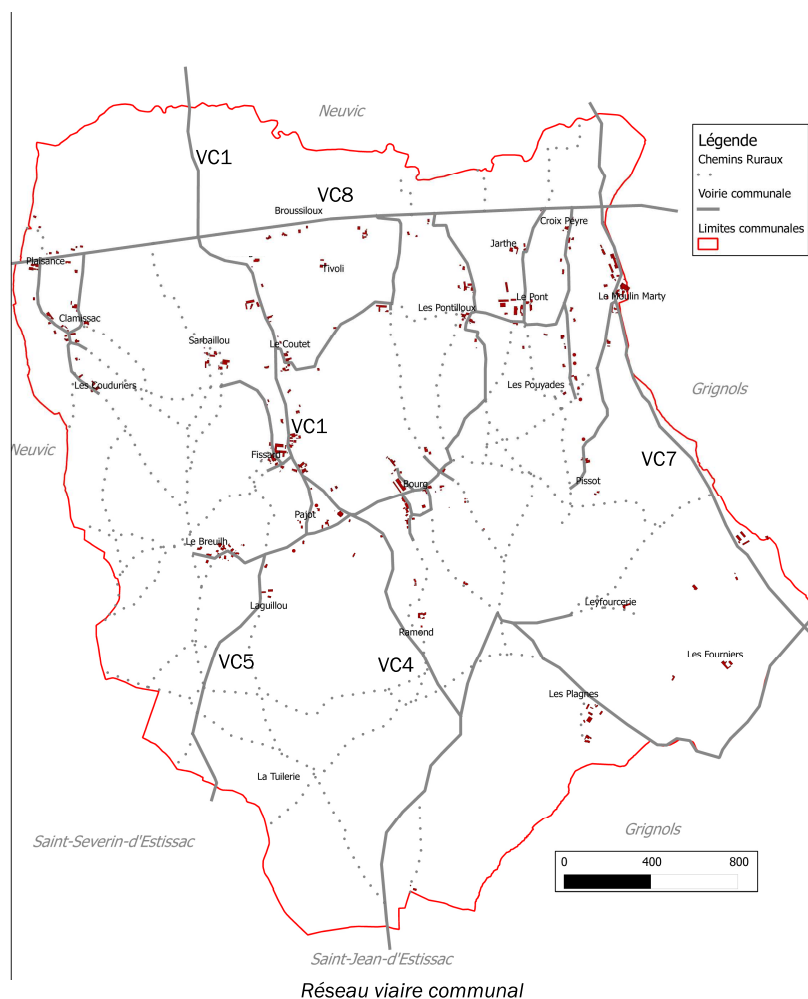 Neuvic
Légende
Chemins Ruraux
Voirie communale
Limites communales
VC1
VC8
Broussiloux
Croix Peyre
Jarthe
Plaisance
Tivoli
Le Moulin Marty
Le Pont
Les Pontilloux
Clamissac
Sarbaillou
Le Coutet
Les Couduriers
Les Pouyades
Grignols
VC1
Neuvic
Fissard
VC7
Bourg
Pissot
Pajot
Le Breuilh
Laguillou
Leyfourcerie
Ramond
VC5
VC4
Les Fourniers
Les Plagnes
La Tuilerie
Saint-Severin-d'Estissac
Grignols
0 400 800
Saint-Jean-d'Estissac
Réseau viaire communal